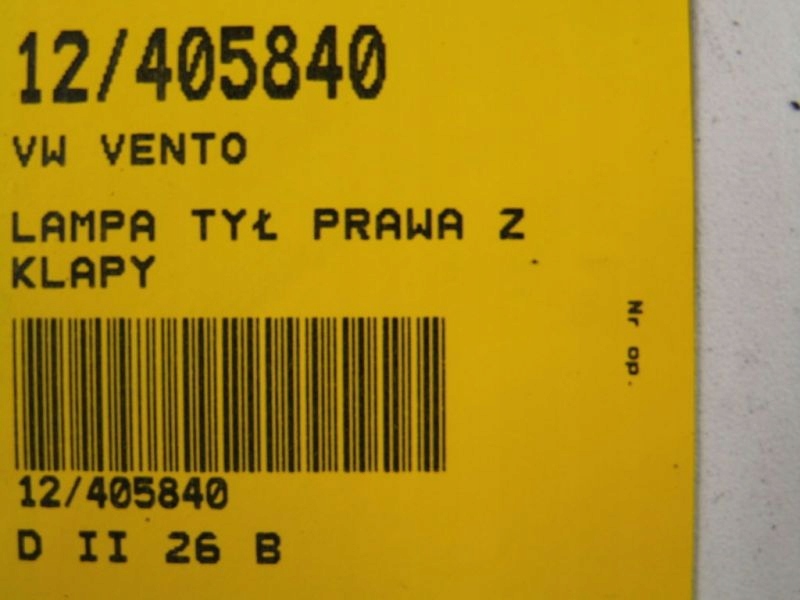 12/405840
VW VENTO
LAMPA TYŁ PRAWA Z
KLAPY
Nr op.
12/405840
D II 26 B